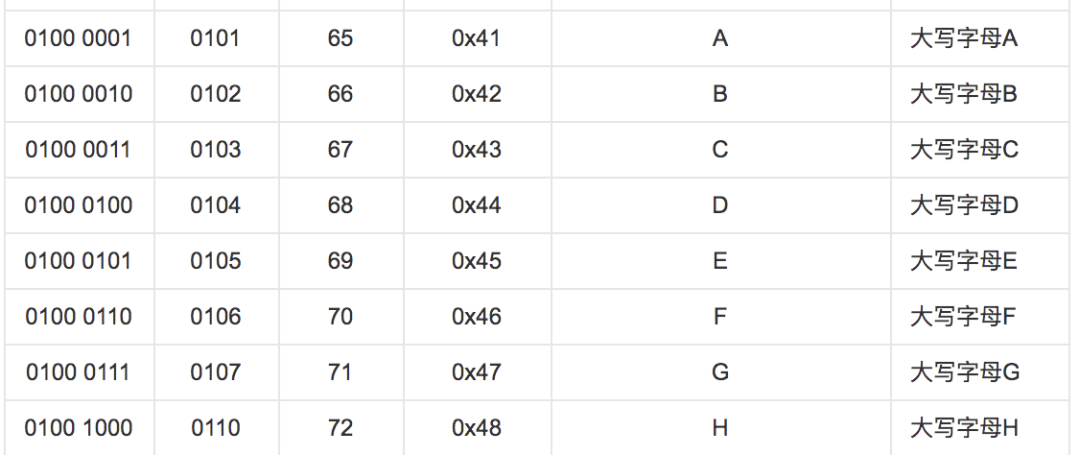 0100 0001 0101 65 0x41 A 大写字母A
0100 0010 0102 66 0x42 B 大写字母B
0100 0011 0103 67 0x43 C 大写字母C
0100 0100 0104 68 0x44 D 大写字母D
0100 0101 0105 69 0x45 E 大写字母E
0100 0110 0106 70 0x46 F 大写字母F
0100 0111 0107 71 0x47 G 大写字母G
0100 1000 0110 72 0x48 H 大写字母H